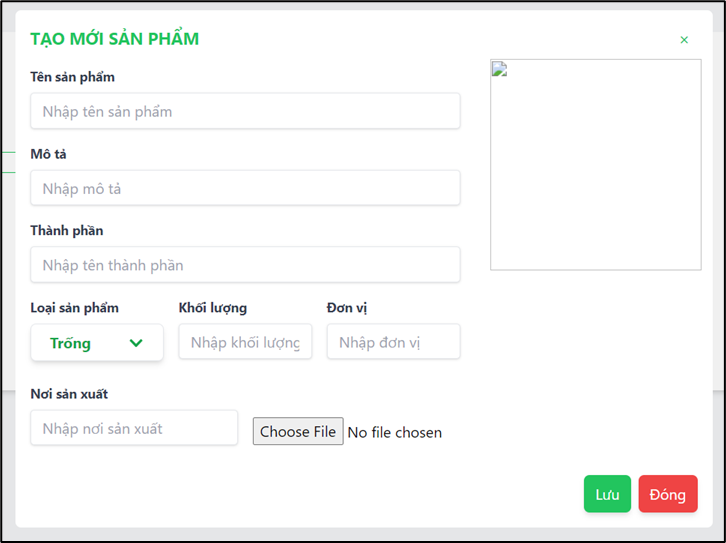 TẠO MỚI SẢN PHẨM ×
Tên sản phẩm
Nhập tên sản phẩm
Mô tả
Nhập mô tả
Thành phần
Nhập tên thành phần
Loại sản phẩm Khối lượng Đơn vị
Trống Nhập khối lượng Nhập đơn vị
Nơi sản xuất
Nhập nơi sản xuất Choose File No file chosen
Lưu Đóng